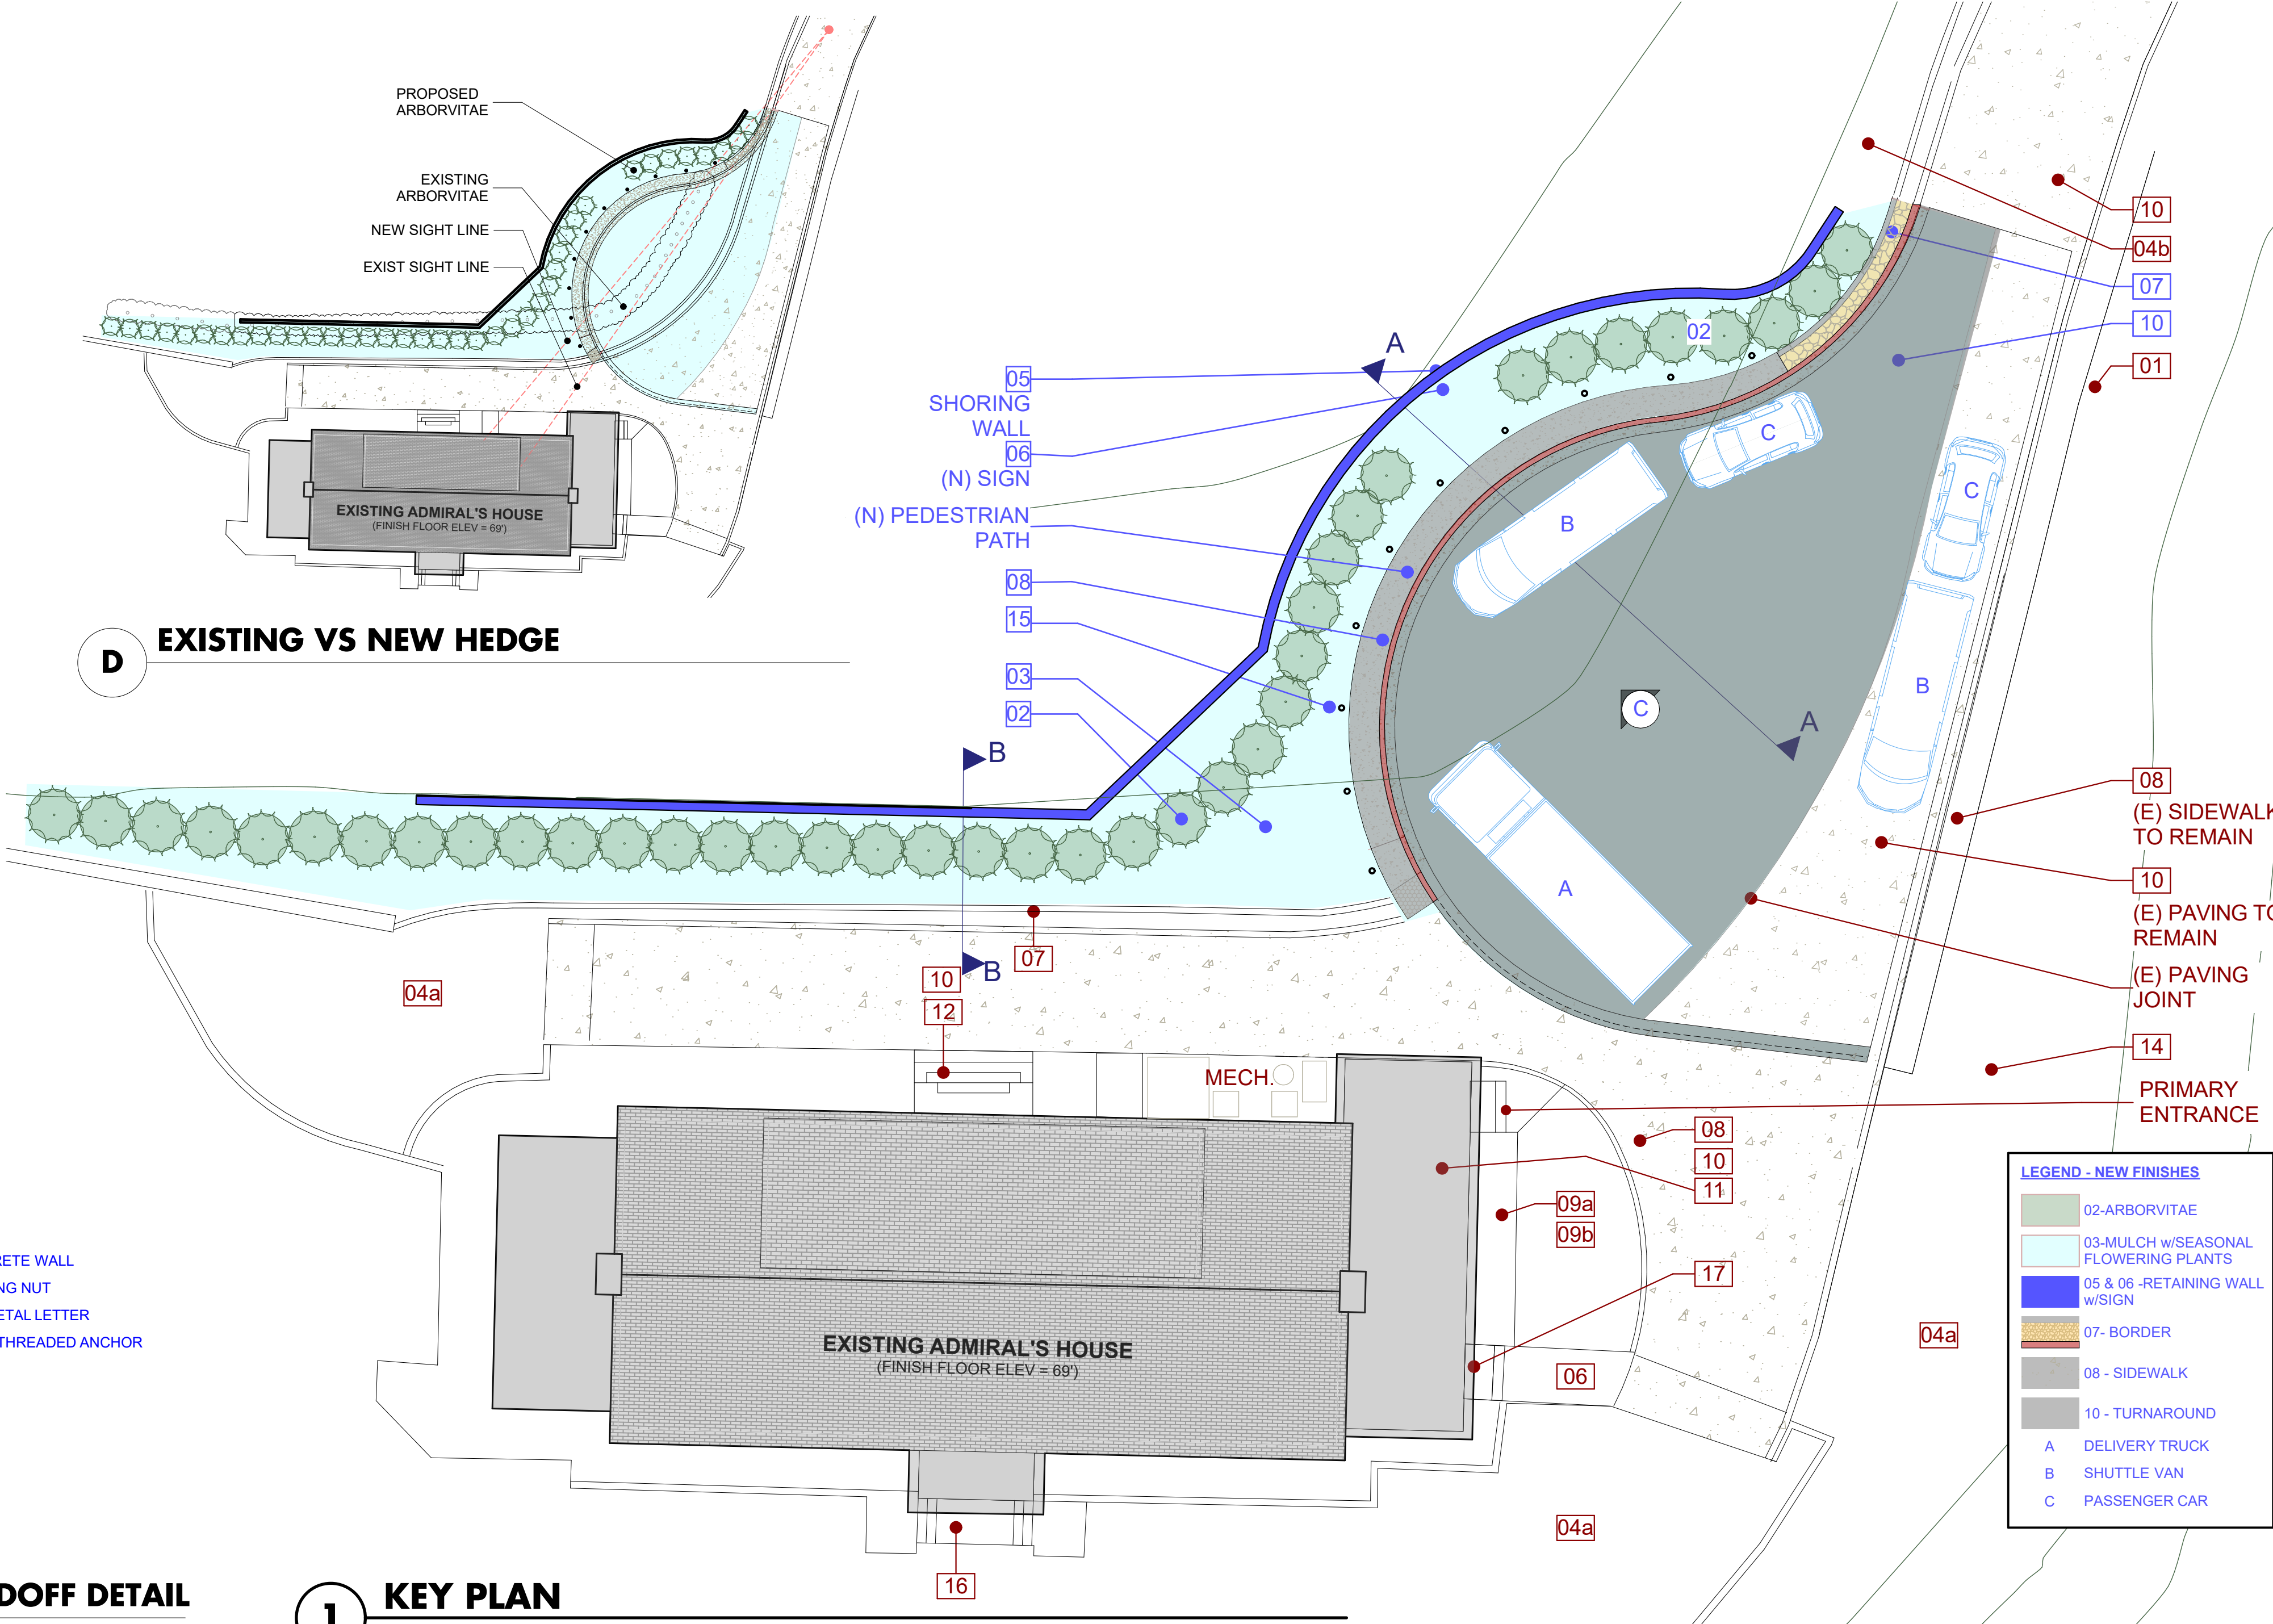 PROPOSED
ARBORVITAE
EXISTING
ARBORVITAE
NEW SIGHT LINE
EXIST SIGHT LINE
EXISTING ADMIRAL'S HOUSE
(FINISH FLOOR ELEV = 69')
D
EXISTING VS NEW HEDGE
05
SHORING
WALL
06
(N) SIGN
(N) PEDESTRIAN
PATH
08
15
03
02
A
02
C
B
C
B
C
A
A
B
B
10
04b
07
10
01
08
(E) SIDEWALK
TO REMAIN
10
(E) PAVING TO
REMAIN
(E) PAVING
JOINT
14
PRIMARY
ENTRANCE
04a
07
10
12
MECH.
08
10
11
09a
09b
17
06
04a
04a
16
EXISTING ADMIRAL'S HOUSE
(FINISH FLOOR ELEV = 69')
LEGEND - NEW FINISHES
02-ARBORVITAE
03-MULCH w/SEASONAL
FLOWERING PLANTS
05 & 06 -RETAINING WALL
w/SIGN
07- BORDER
08 - SIDEWALK
10 - TURNAROUND
A DELIVERY TRUCK
B SHUTTLE VAN
C PASSENGER CAR
RETE WALL
NG NUT
ETAL LETTER
THREADED ANCHOR
DOFF DETAIL
1
KEY PLAN